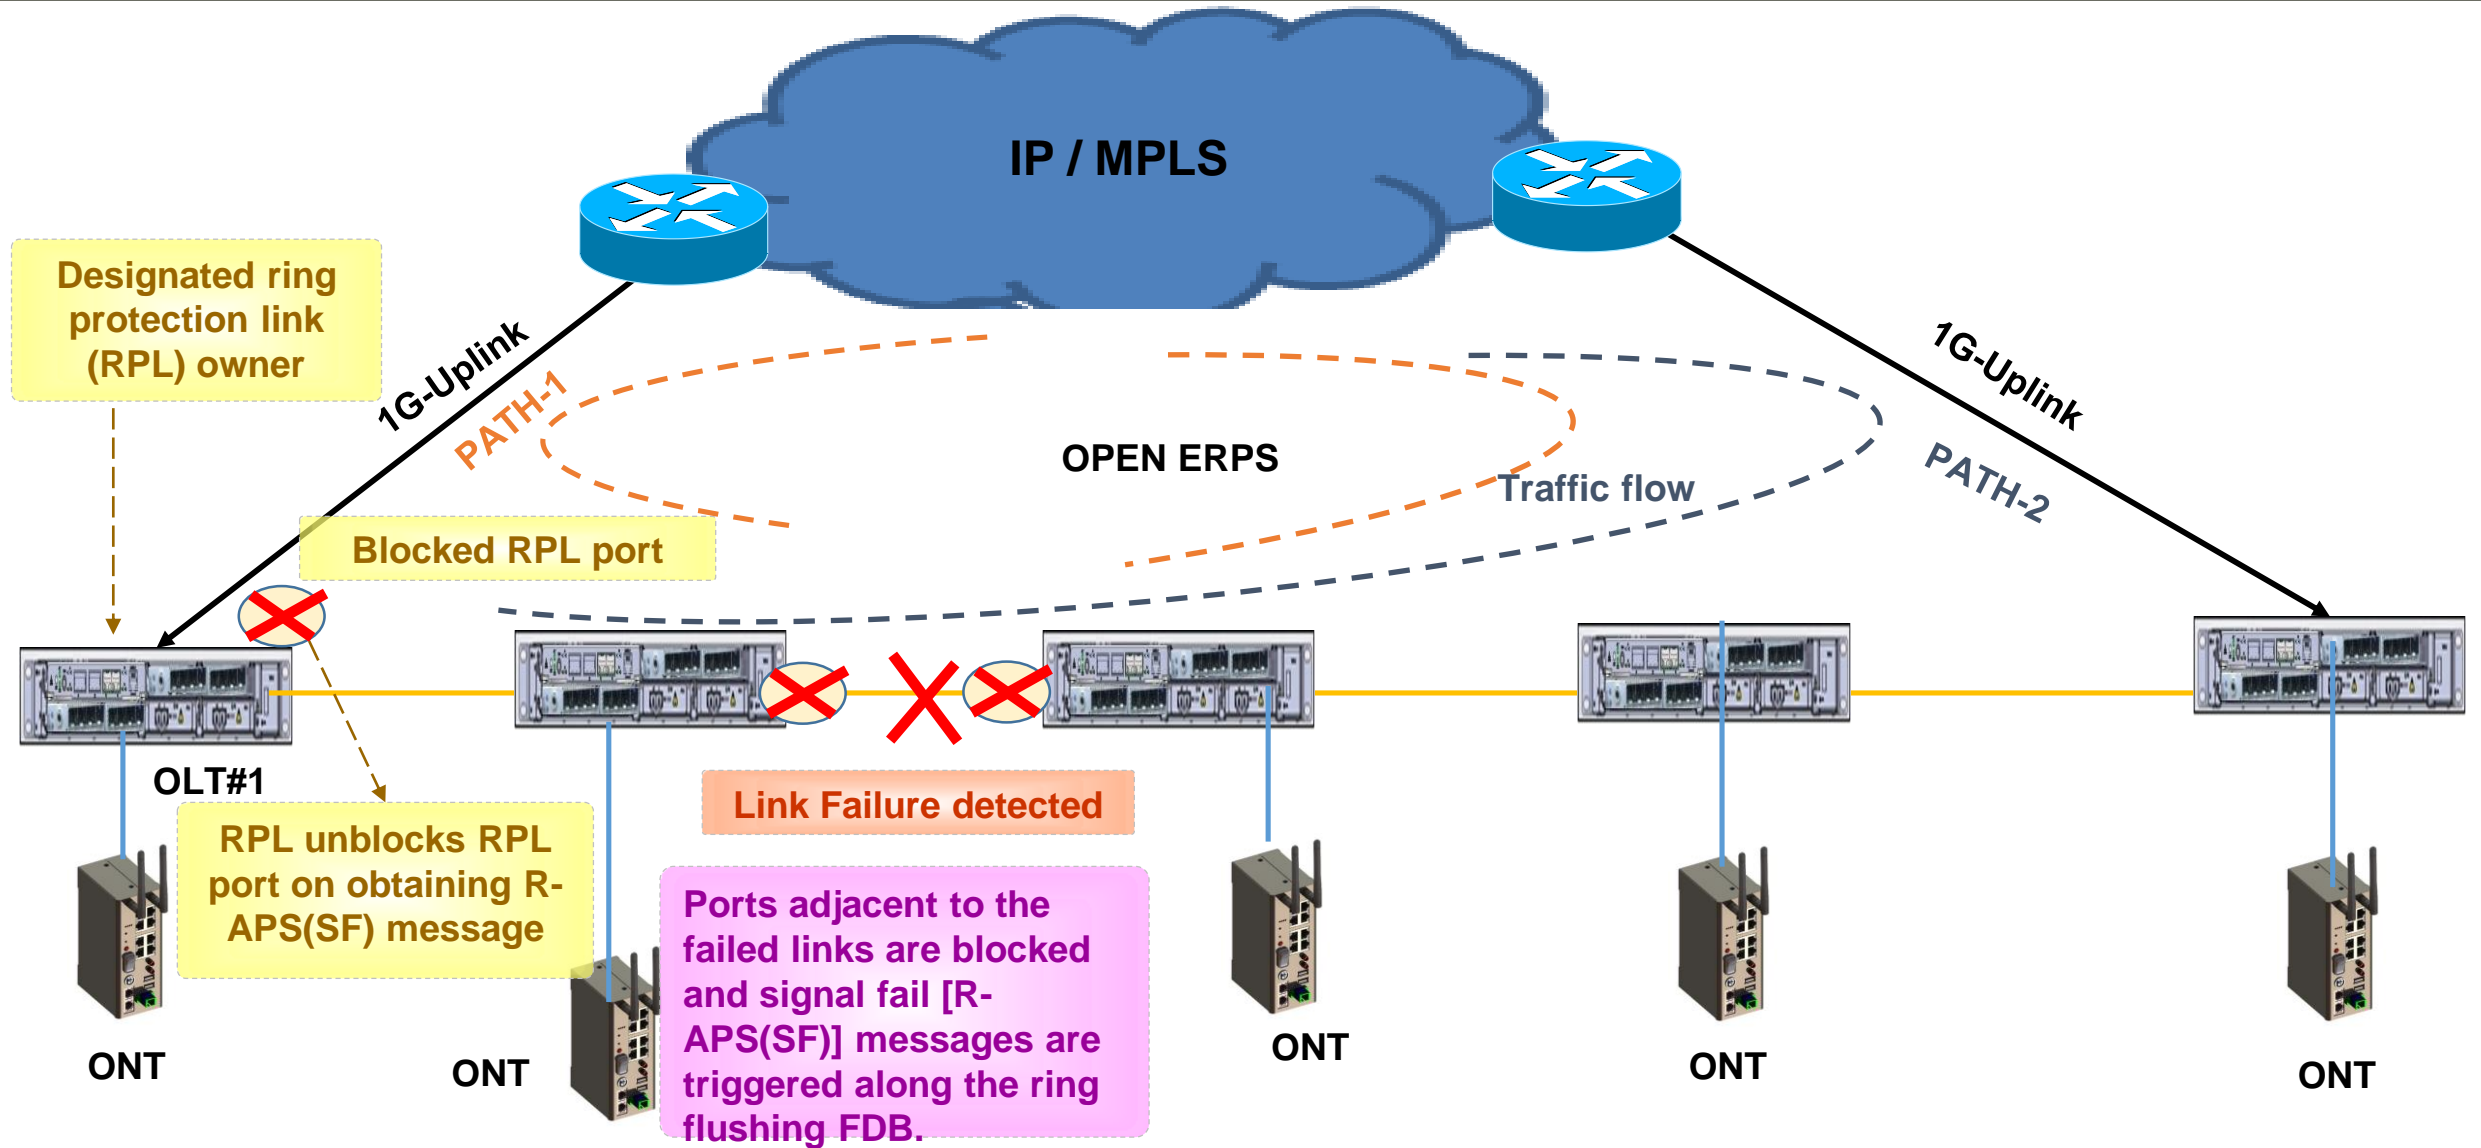 IP / MPLS
Designated ring
protection link
(RPL) owner
1G-Uplink
PATH-1
1G-Uplink
PATH-2
OPEN ERPS
Traffic flow
Blocked RPL port
OLT#1
Link Failure detected
RPL unblocks RPL
port on obtaining R-
APS(SF) message
Ports adjacent to the
failed links are blocked
and signal fail [R-
APS(SF)] messages are
triggered along the ring
flushing FDB.
ONT
ONT
ONT
ONT
ONT